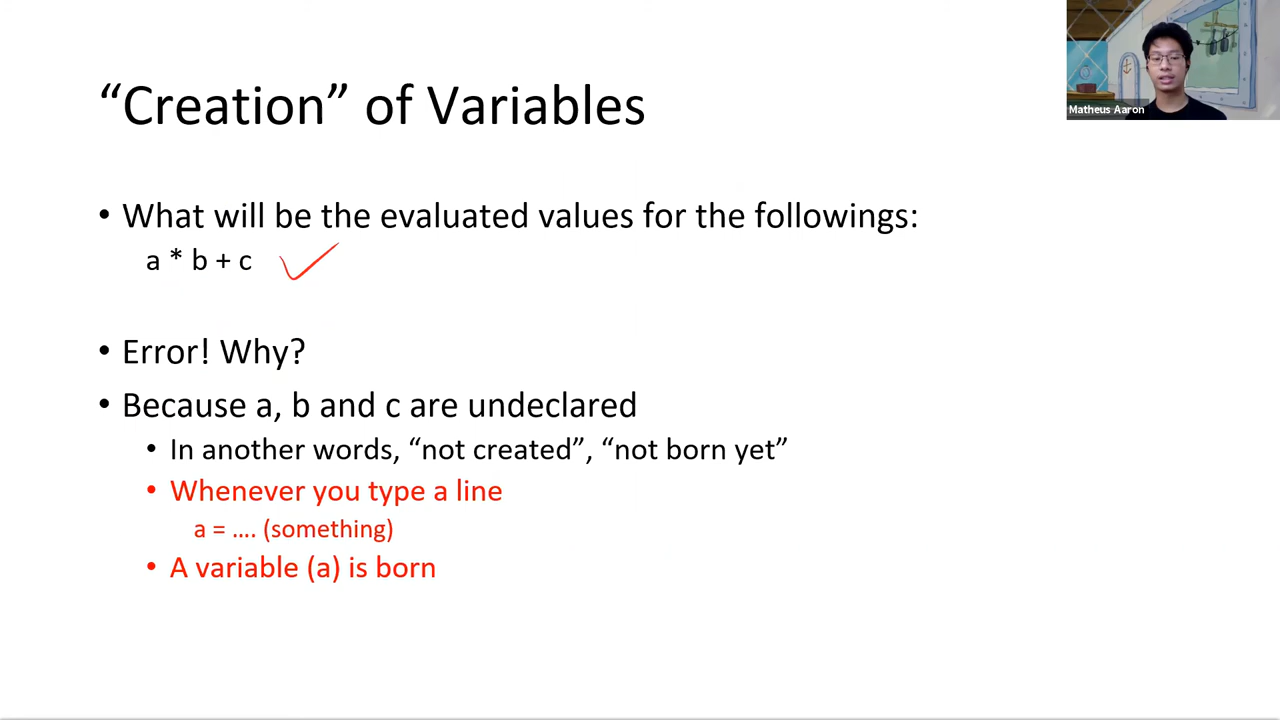 “Creation” of Variables
Matheus Aaron
• What will be the evaluated values for the followings:
a * b + c
• Error! Why?
• Because a, b and c are undeclared
• In another words, “not created”, “not born yet”
• Whenever you type a line
a = …. (something)
• A variable (a) is born